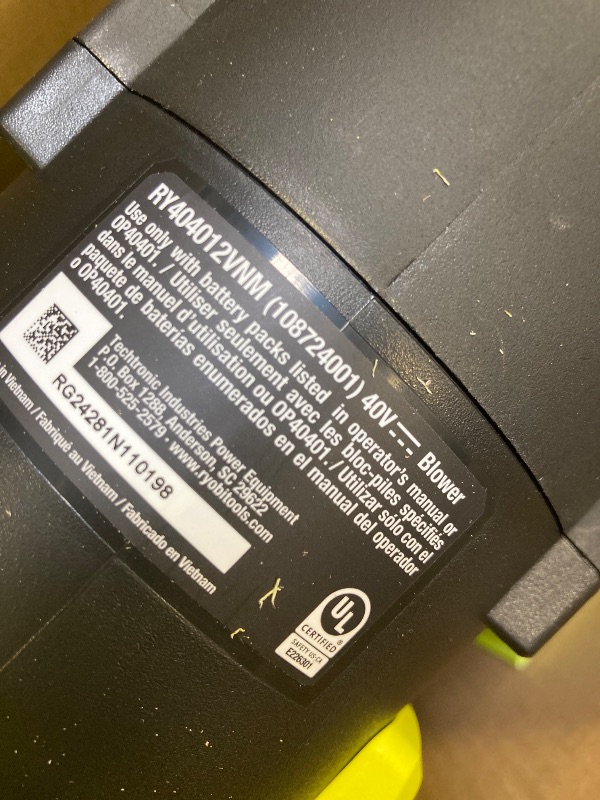 RY404012VNM (108724001) 40V Blower
Use only with battery packs listed in operator's manual or
OP40401. / Utiliser seulement avec les bloc-piles spécifiés
dans le manuel d'utilisation ou OP40401. / Utilizar sólo con el
paquete de baterías enumerados en el manual del operador
o OP40401.
Techtronic Industries Power Equipment
P.O. Box 1288, Anderson, SC 29622
1-800-525-2579 · www.ryobitools.com
RG24281N110198
in Vietnam / Fabriqué au Vietnam / Fabricado en Vietnam
UL ®
CERTIFIED
SAFETY US-CA
E226301